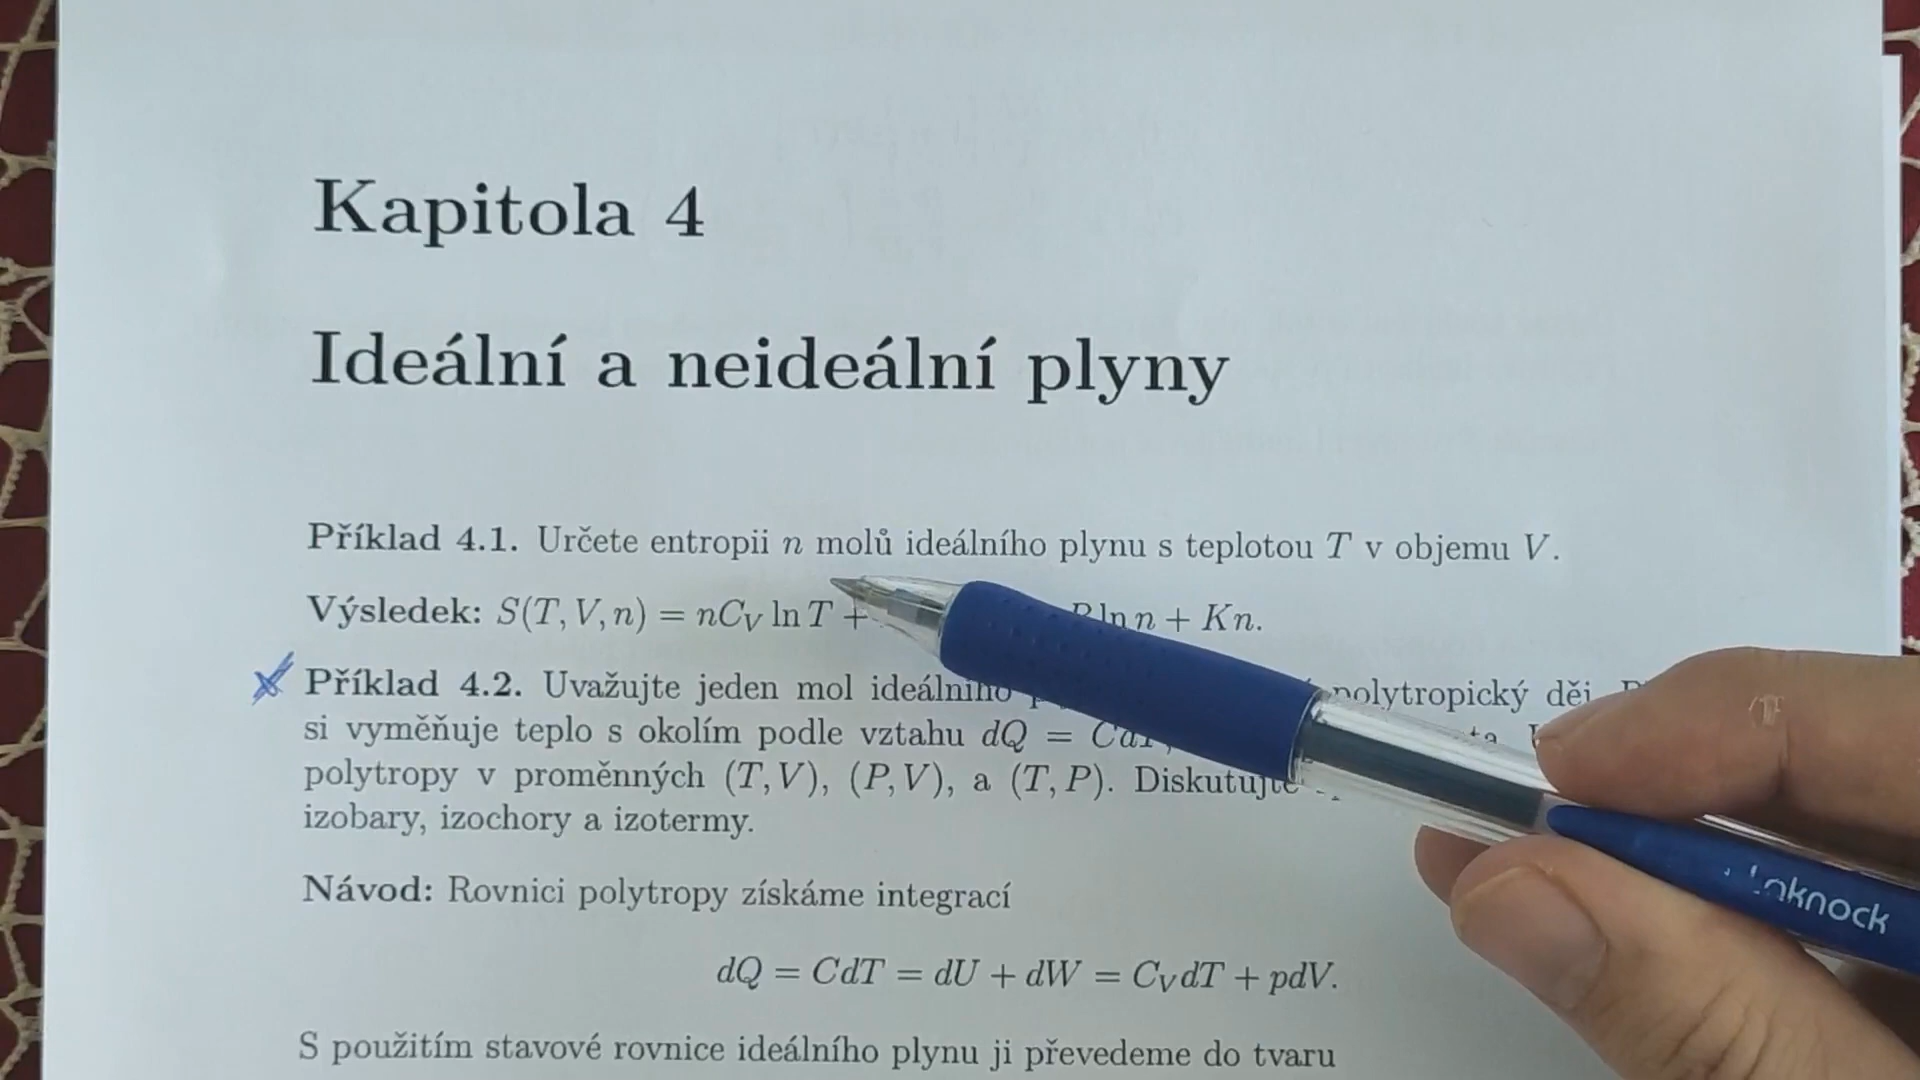 Kapitola 4
Ideální a neideální plyny
Příklad 4.1. Určete entropii n molů ideálního plynu s teplotou T v objemu V.
Výsledek: S(T, V, n) = nC_V ln T + ln n + Kn.
Příklad 4.2. Uvažujte jeden mol ideálního polytropický děj.
si vyměňuje teplo s okolím podle vztahu dQ = CdT,
polytropy v proměnných (T, V), (P, V), a (T, P). Diskutujte
izobary, izochory a izotermy.
Návod: Rovnici polytropy získáme integrací
dQ = CdT = dU + dW = C_V dT + pdV.
S použitím stavové rovnice ideálního plynu ji převedeme do tvaru